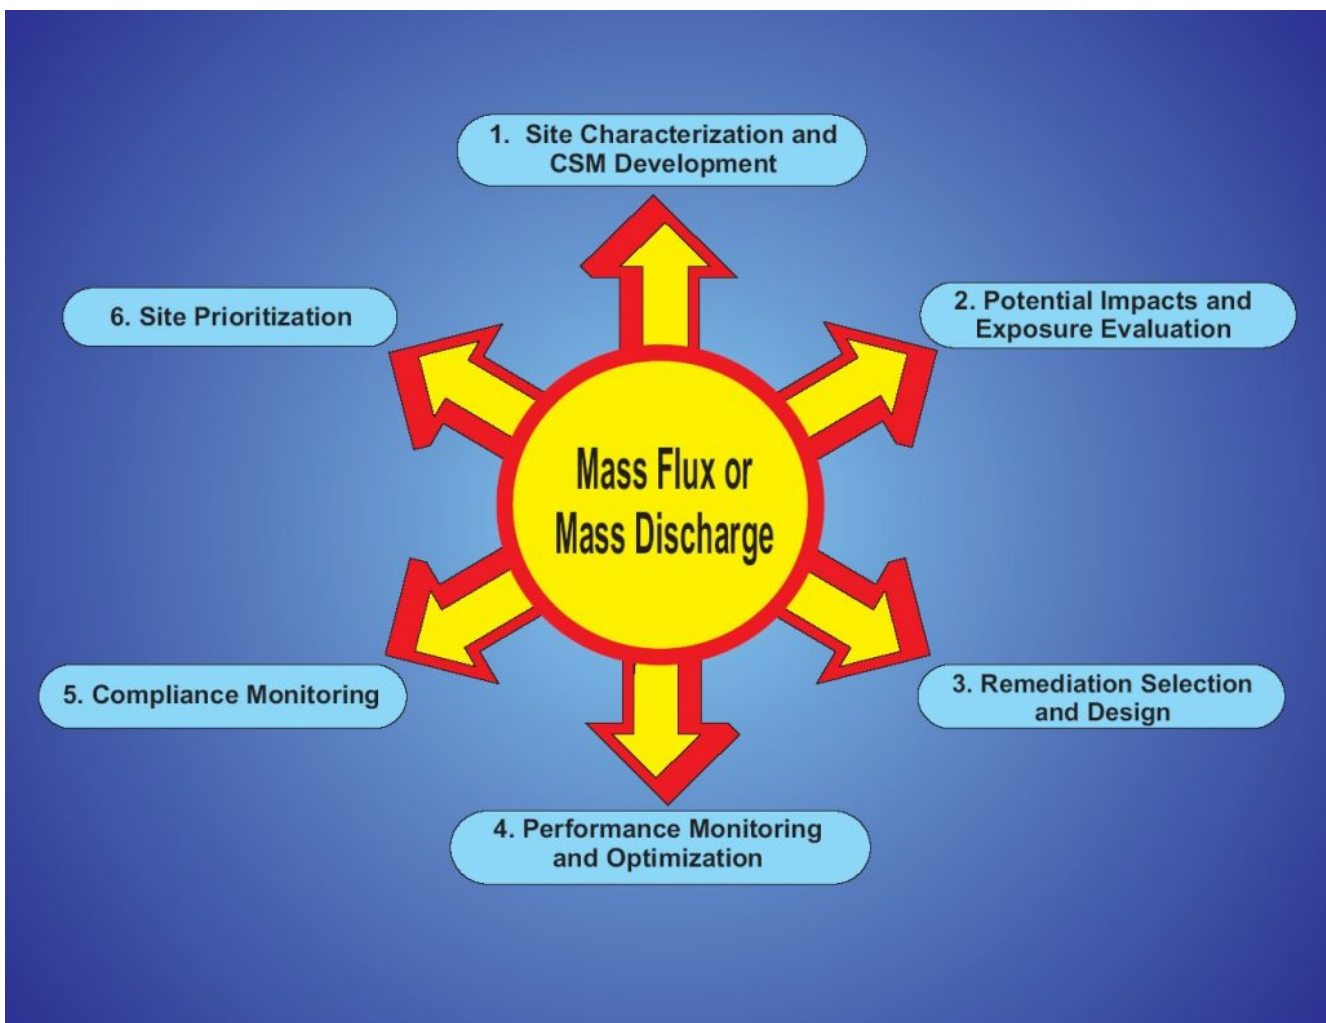 1. Site Characterization and
CSM Development
2. Potential Impacts and
Exposure Evaluation
6. Site Prioritization
Mass Flux or
Mass Discharge
3. Remediation Selection
and Design
5. Compliance Monitoring
4. Performance Monitoring
and Optimization